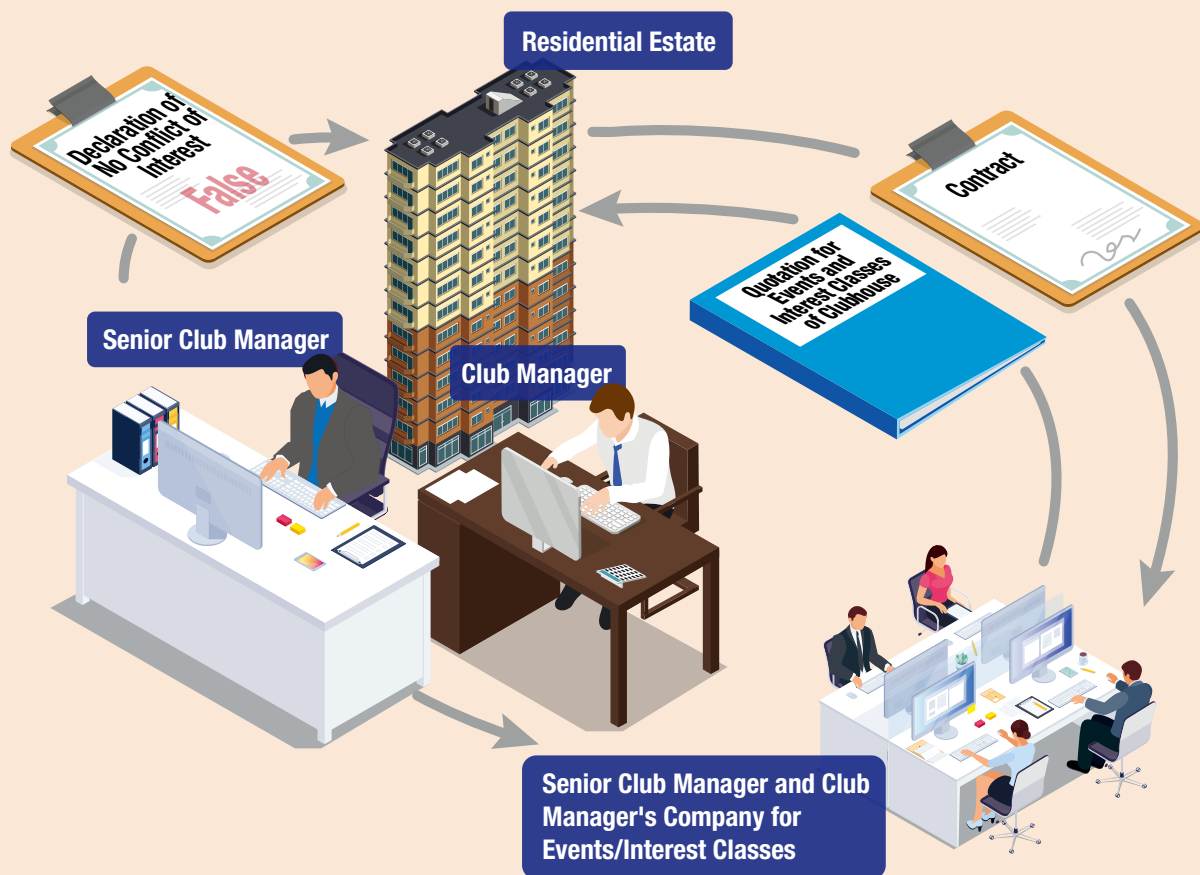 Residential Estate
Declaration of
No Conflict of
Interest
False
Contract
Quotation for
Events and
Interest Classes
of Clubhouse
Senior Club Manager
Club Manager
Senior Club Manager and Club
Manager's Company for
Events/Interest Classes